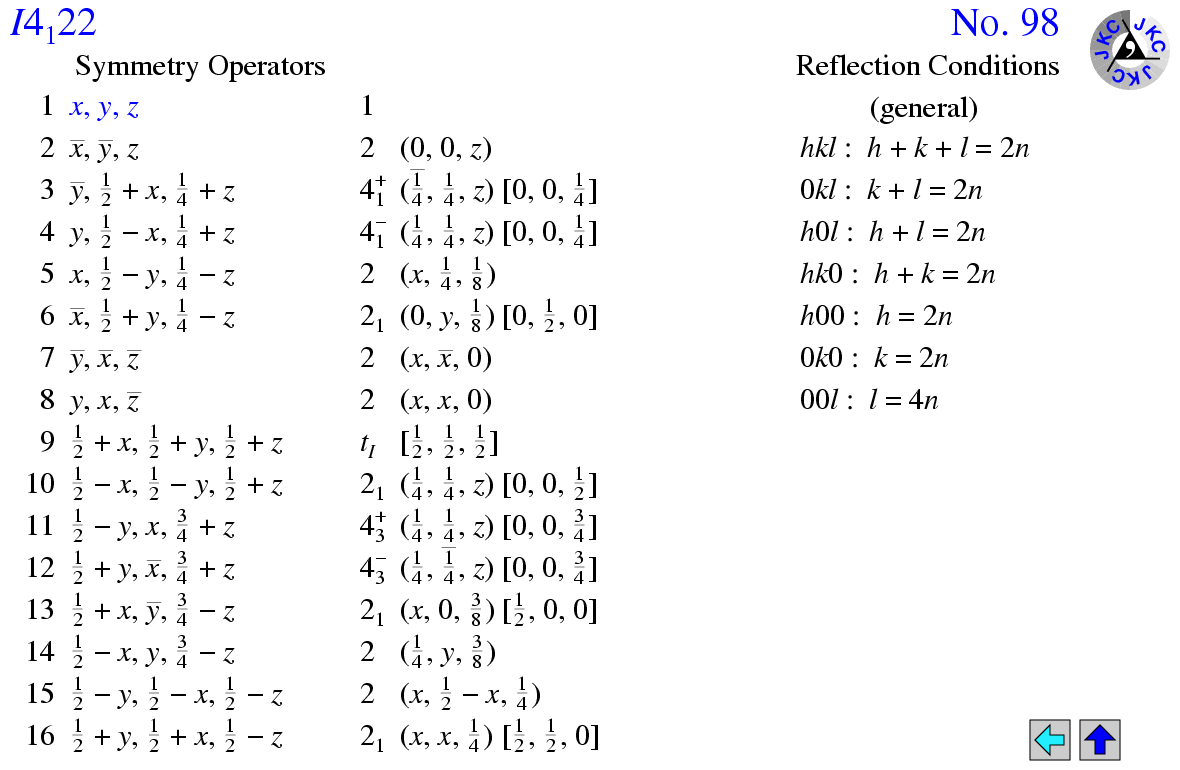 I4₁22 No. 98
JKC JKC JKC JKC
Symmetry Operators Reflection Conditions
1 x, y, z 1 (general)
2 x̅, y̅, z 2 (0, 0, z) hkl : h + k + l = 2n
3 y̅, 1/2 + x, 1/4 + z 4₁⁺ (1̅/4, 1/4, z) [0, 0, 1/4] 0kl : k + l = 2n
4 y, 1/2 − x, 1/4 + z 4₁⁻ (1/4, 1/4, z) [0, 0, 1/4] h0l : h + l = 2n
5 x, 1/2 − y, 1/4 − z 2 (x, 1/4, 1/8) hk0 : h + k = 2n
6 x̅, 1/2 + y, 1/4 − z 2₁ (0, y, 1/8) [0, 1/2, 0] h00 : h = 2n
7 y̅, x̅, z̅ 2 (x, x̅, 0) 0k0 : k = 2n
8 y, x, z̅ 2 (x, x, 0) 00l : l = 4n
9 1/2 + x, 1/2 + y, 1/2 + z t_I [1/2, 1/2, 1/2]
10 1/2 − x, 1/2 − y, 1/2 + z 2₁ (1/4, 1/4, z) [0, 0, 1/2]
11 1/2 − y, x, 3/4 + z 4₃⁺ (1/4, 1/4, z) [0, 0, 3/4]
12 1/2 + y, x̅, 3/4 + z 4₃⁻ (1/4, 1̅/4, z) [0, 0, 3/4]
13 1/2 + x, y̅, 3/4 − z 2₁ (x, 0, 3/8) [1/2, 0, 0]
14 1/2 − x, y, 3/4 − z 2 (1/4, y, 3/8)
15 1/2 − y, 1/2 − x, 1/2 − z 2 (x, 1/2 − x, 1/4)
16 1/2 + y, 1/2 + x, 1/2 − z 2₁ (x, x, 1/4) [1/2, 1/2, 0]